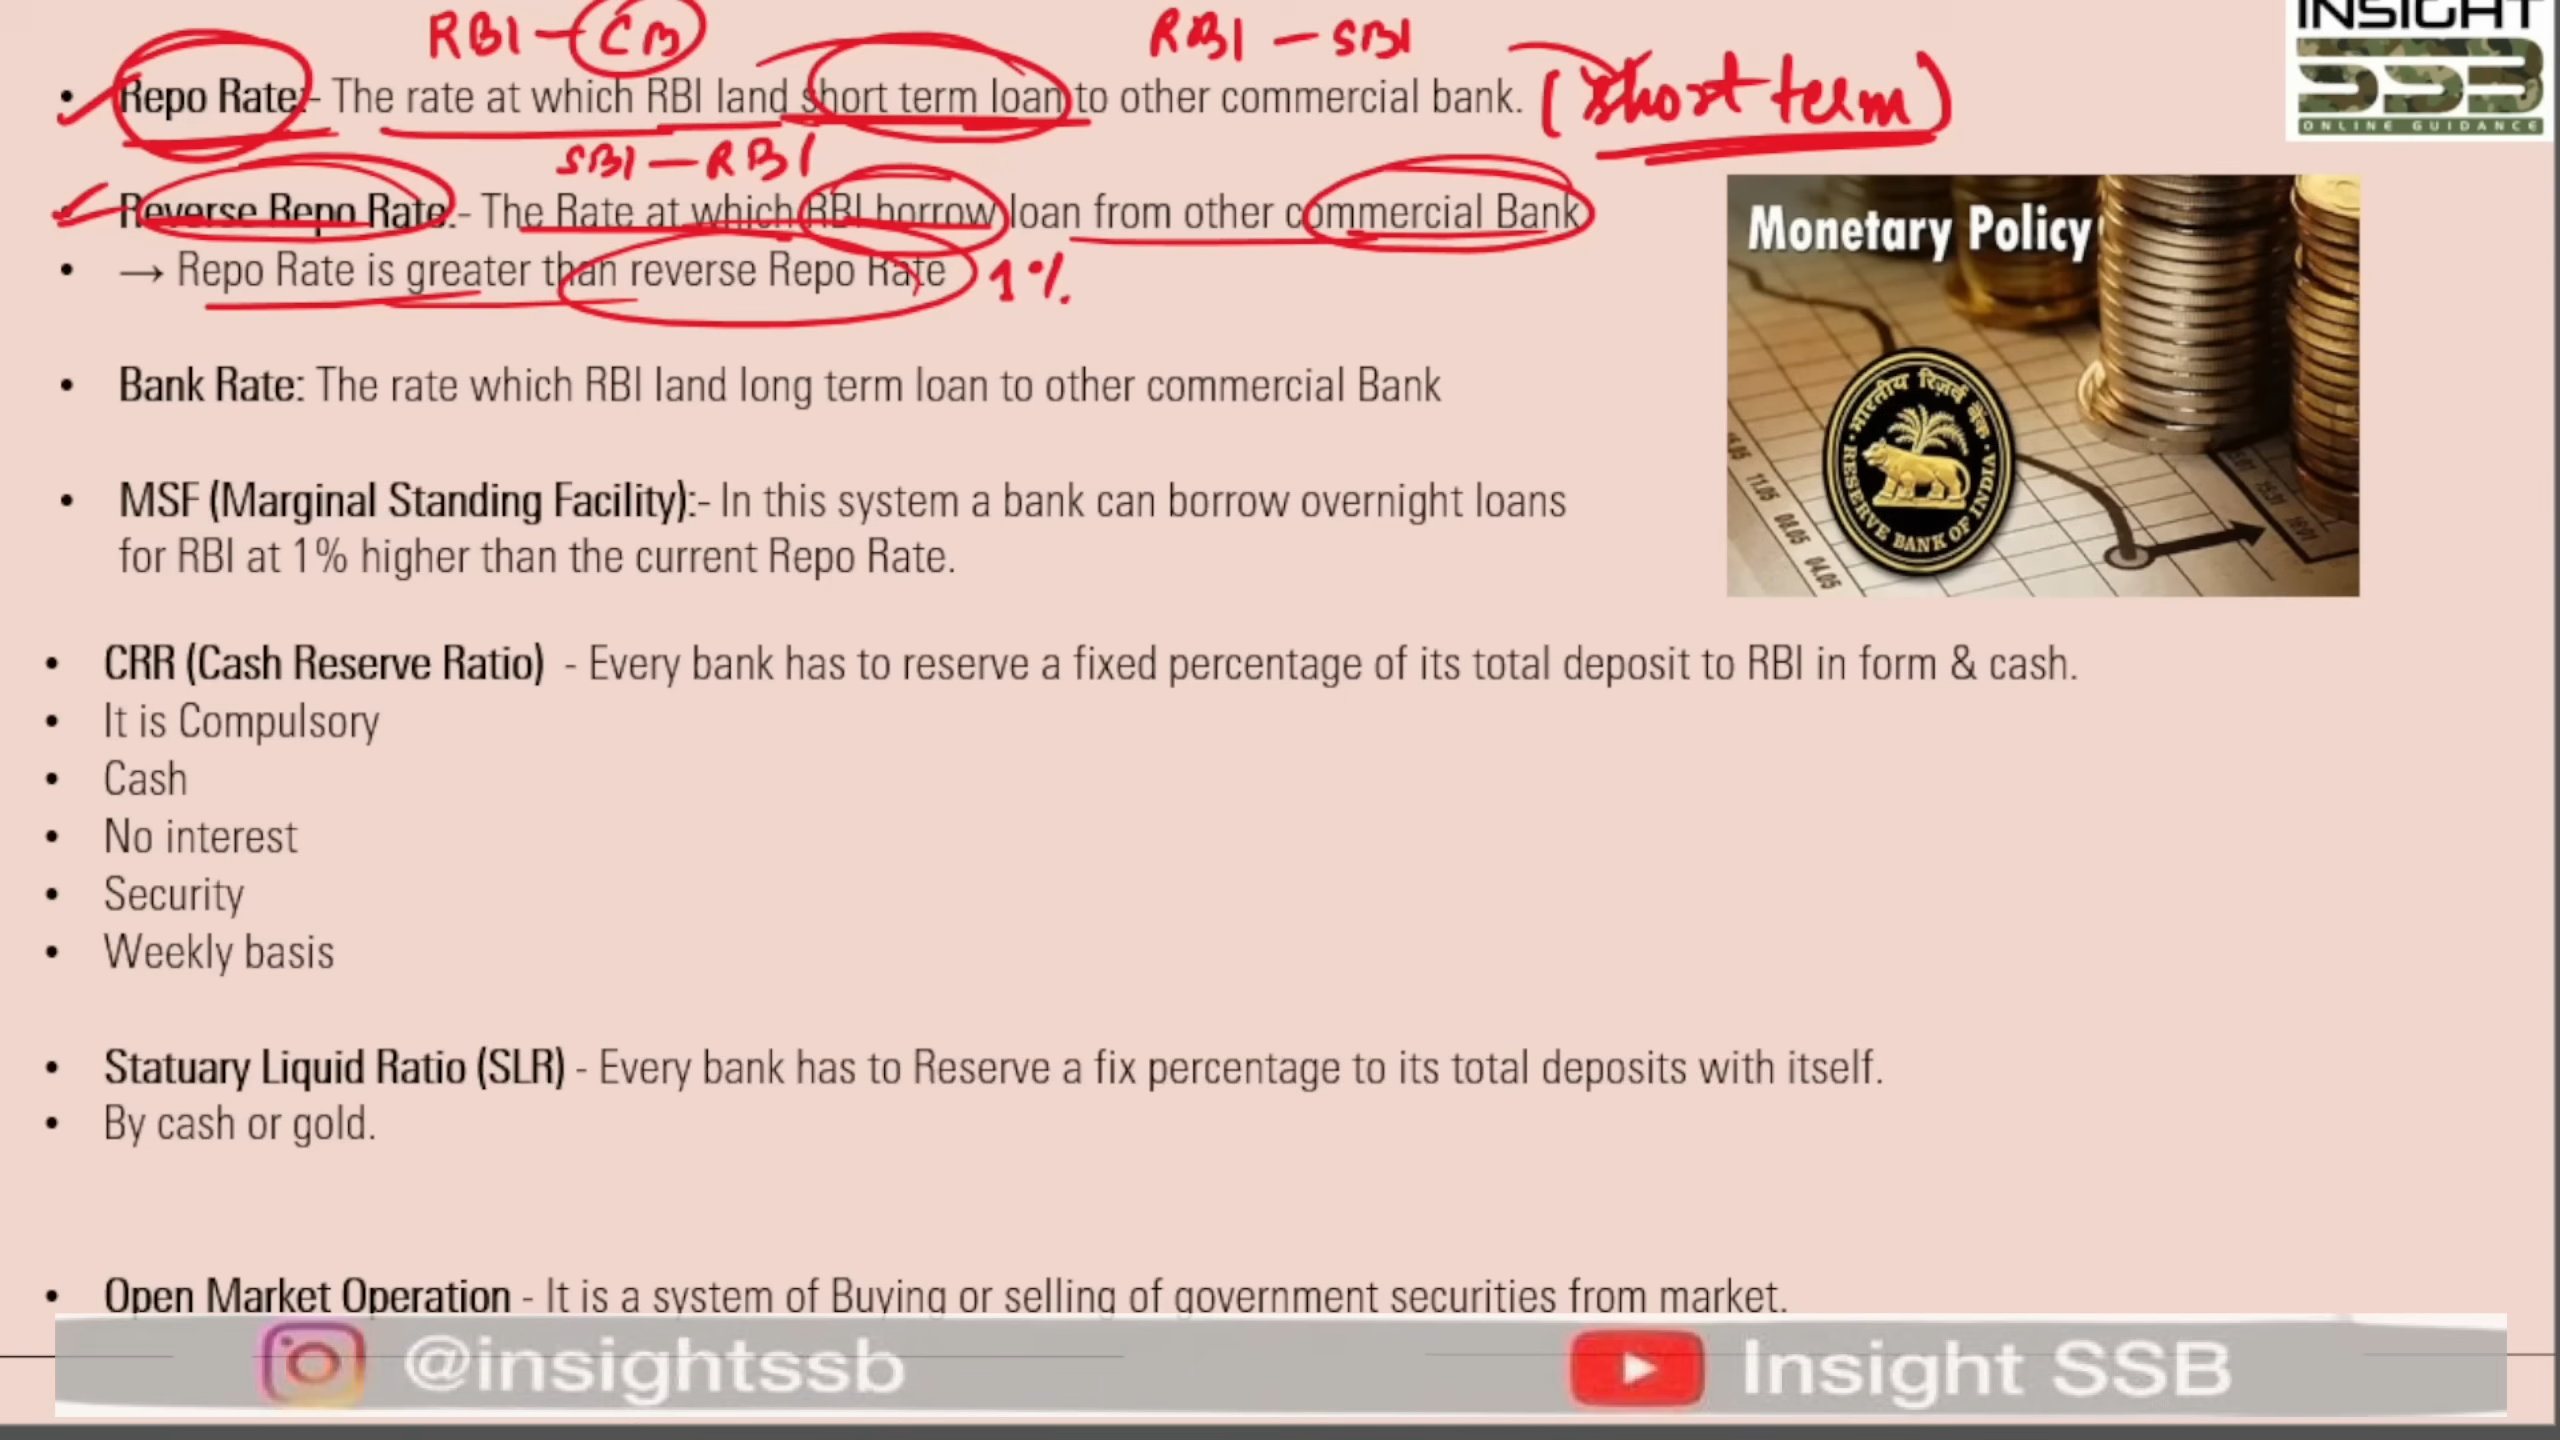 INSIGHT
SSB
ONLINE GUIDANCE
RBI - CB
RBI - SBI
• Repo Rate:- The rate at which RBI land short term loan to other commercial bank. (Short term)
SBI - RBI
• Reverse Repo Rate:- The Rate at which RBI borrow loan from other commercial Bank
• → Repo Rate is greater than reverse Repo Rate 1%
Monetary Policy
• Bank Rate: The rate which RBI land long term loan to other commercial Bank
भारतीय रिज़र्व बैंक
RESERVE BANK OF INDIA
• MSF (Marginal Standing Facility):- In this system a bank can borrow overnight loans
for RBI at 1% higher than the current Repo Rate.
11.05 08.05 04.05
• CRR (Cash Reserve Ratio) - Every bank has to reserve a fixed percentage of its total deposit to RBI in form & cash.
• It is Compulsory
• Cash
• No interest
• Security
• Weekly basis
• Statuary Liquid Ratio (SLR) - Every bank has to Reserve a fix percentage to its total deposits with itself.
• By cash or gold.
• Open Market Operation - It is a system of Buying or selling of government securities from market.
@insightssb
Insight SSB